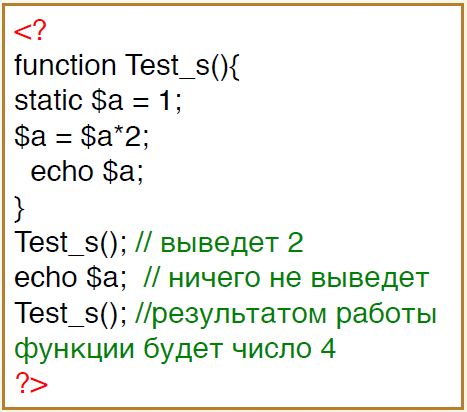 <?
function Test_s(){
static $a = 1;
$a = $a*2;
  echo $a;
}
Test_s(); // выведет 2
echo $a;  // ничего не выведет
Test_s(); //результатом работы
функции будет число 4
?>